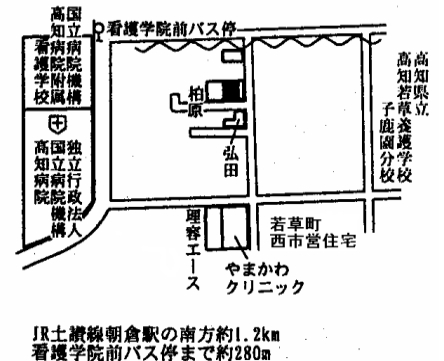 国立病院機構
高知病院附属
看護学校
看護学院前バス停
高知県立
高知若草養護学校
子鹿園分校
柏原
弘田
独立行政法人
国立病院機構
高知病院
理容エース
若草町
西市営住宅
やまかわ
クリニック
JR土讃線朝倉駅の南方約1.2km
看護学院前バス停まで約280m